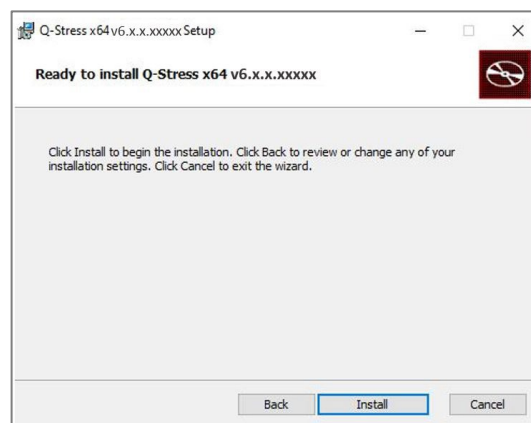 Q-Stress x64 v6.x.x.xxxxx Setup
Ready to install Q-Stress x64 v6.x.x.xxxxx
Click Install to begin the installation. Click Back to review or change any of your
installation settings. Click Cancel to exit the wizard.
Back Install Cancel